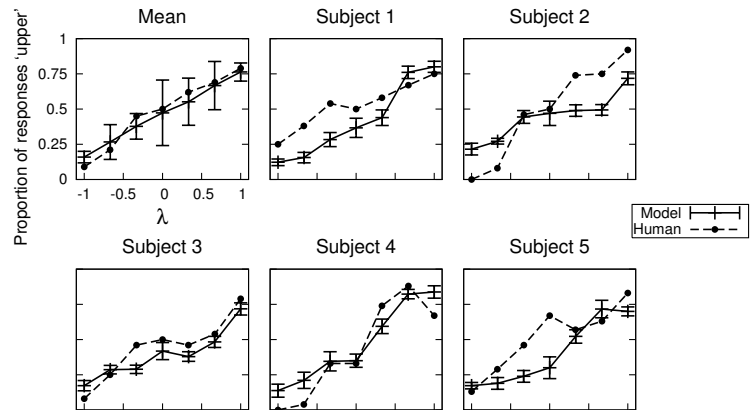 Mean
Subject 1
Subject 2
Proportion of responses 'upper'
1
0.75
0.5
0.25
0
-1 -0.5 0 0.5 1
λ
Model
Human
Subject 3
Subject 4
Subject 5